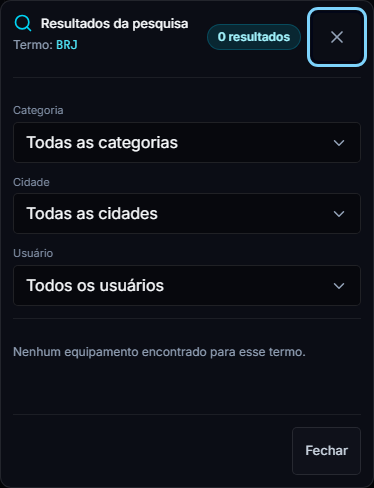 Resultados da pesquisa
Termo: BRJ
0 resultados
Categoria
Todas as categorias
Cidade
Todas as cidades
Usuário
Todos os usuários
Nenhum equipamento encontrado para esse termo.
Fechar